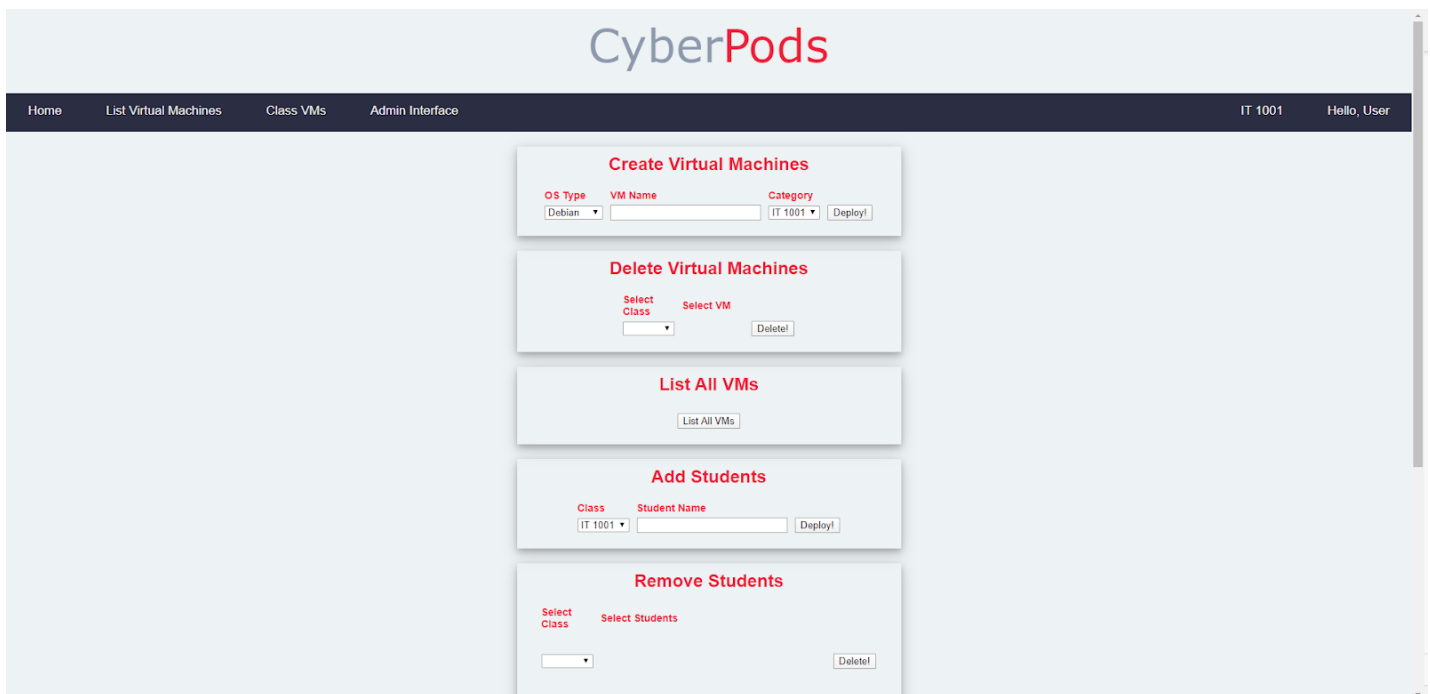 CyberPods
Home List Virtual Machines Class VMs Admin Interface IT 1001 Hello, User
Create Virtual Machines
OS Type VM Name Category
Debian IT 1001 Deploy!
Delete Virtual Machines
Select
Class
Select VM
Delete!
List All VMs
List All VMs
Add Students
Class Student Name
IT 1001 Deploy!
Remove Students
Select
Class
Select Students
Delete!